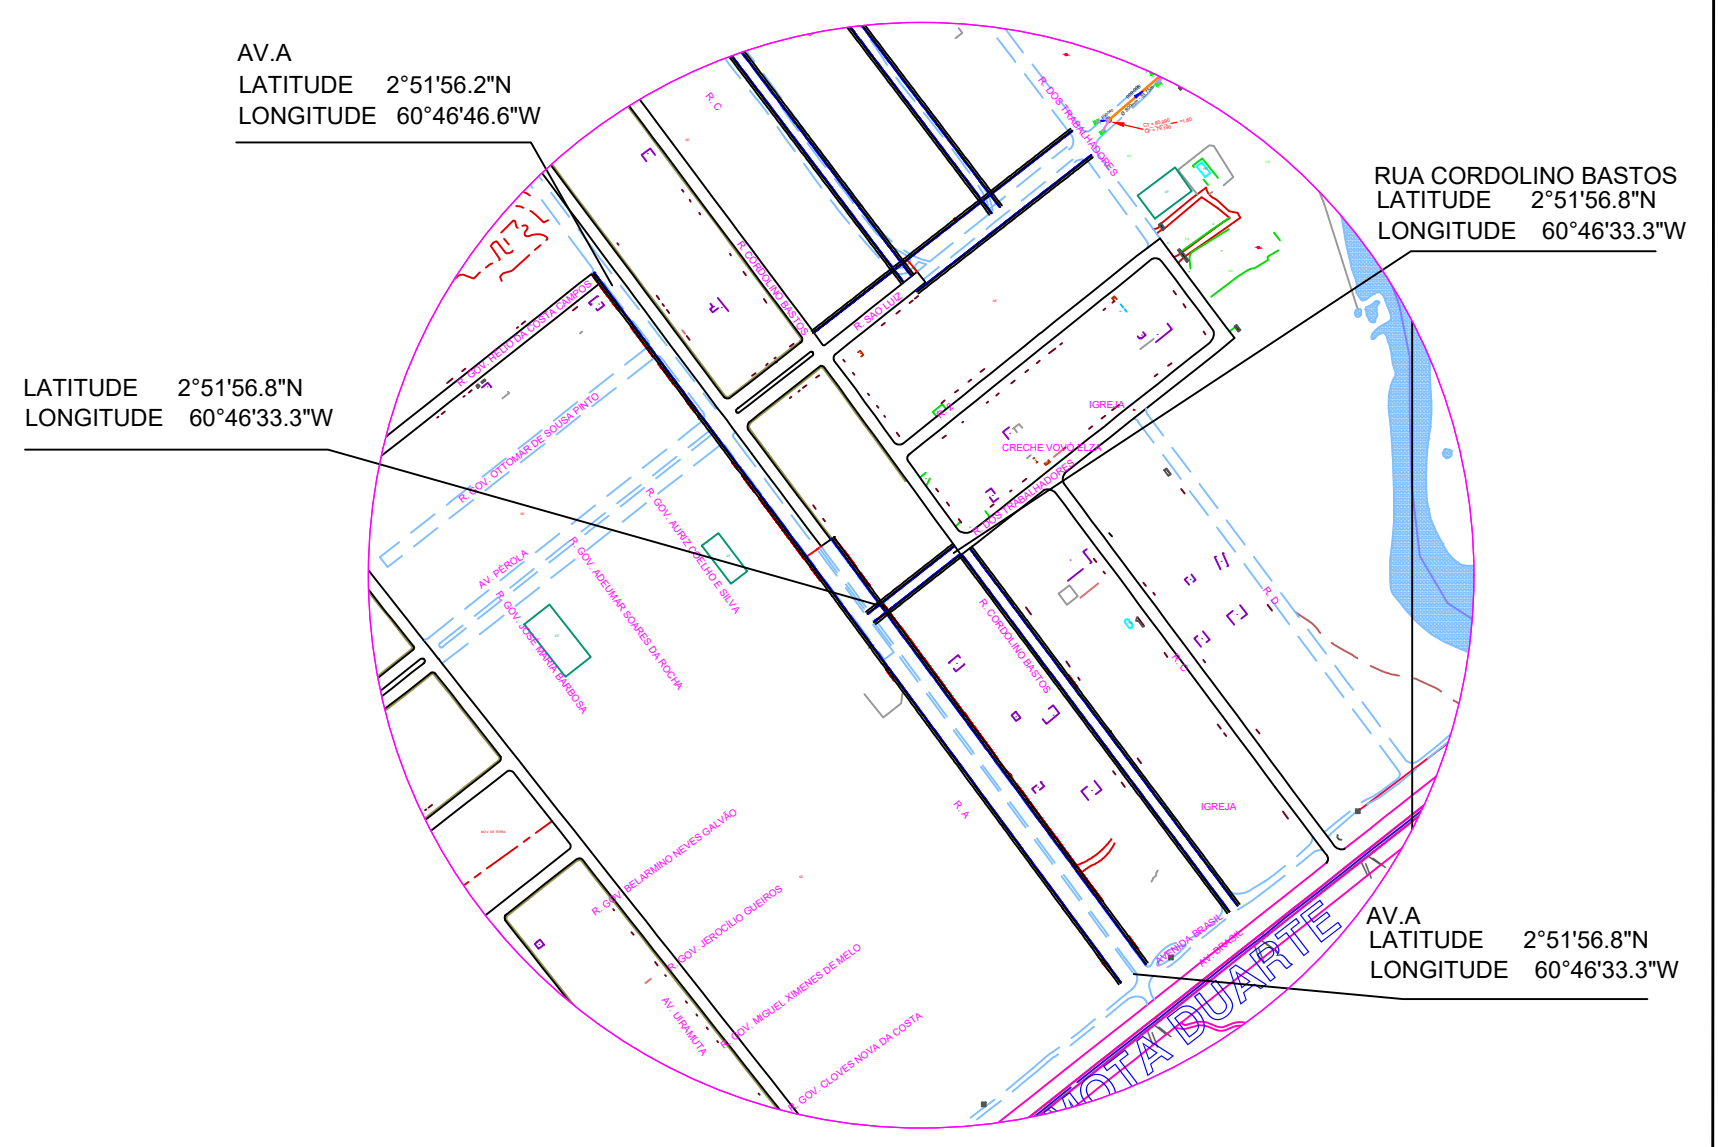 AV.A
LATITUDE 2°51'56.2"N
LONGITUDE 60°46'46.6"W
RUA CORDOLINO BASTOS
LATITUDE 2°51'56.8"N
LONGITUDE 60°46'33.3"W
LATITUDE 2°51'56.8"N
LONGITUDE 60°46'33.3"W
AV.A
LATITUDE 2°51'56.8"N
LONGITUDE 60°46'33.3"W
R. C
R. DOS TRABALHADORES
R. CORDOLINO BASTOS
R. SAO LUIZ
R. GOV. HELIO DA COSTA CAMPOS
R. GOV. OTTOMAR DE SOUSA PINTO
IGREJA
CRECHE VOVÓ ELZA
R. DOS TRABALHADORES
R. GOV. AURIZ COELHO E SILVA
AV. PÉROLA
R. GOV. ADEUMAR SOARES DA ROCHA
R. GOV. JOSÉ MARIA BARBOSA
R. CORDOLINO BASTOS
R. D
R. C
R. A
IGREJA
R. GOV. BELARMINO NEVES GALVÃO
R. GOV. JEROCÍLIO GUEIROS
R. GOV. MIGUEL XIMENES DE MELO
AV. UIRAMUTA
R. GOV. CLOVES NOVA DA COSTA
AVENIDA BRASIL
AV. BRASIL
MOTA DUARTE